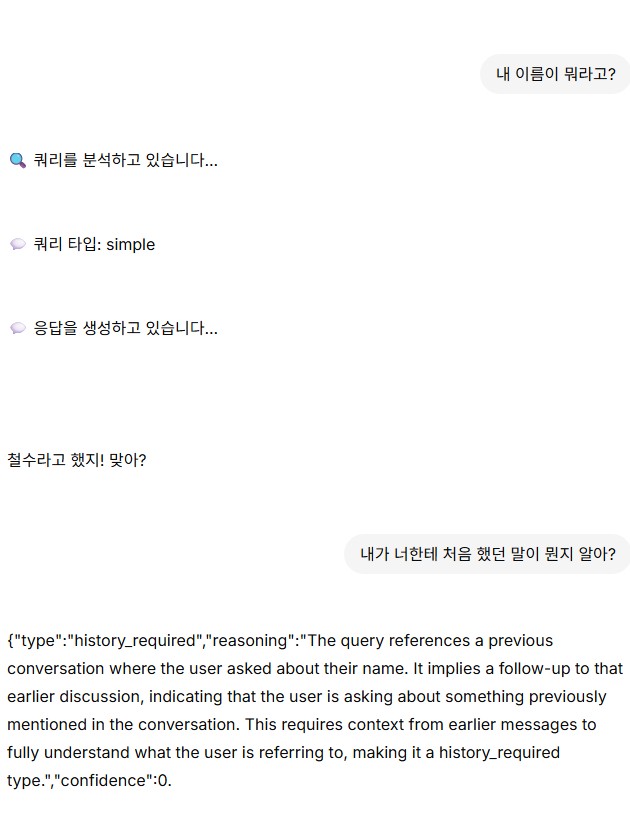 내 이름이 뭐라고?
🔍 쿼리를 분석하고 있습니다...
💬 쿼리 타입: simple
💬 응답을 생성하고 있습니다...
철수라고 했지! 맞아?
내가 너한테 처음 했던 말이 뭔지 알아?
{"type":"history_required","reasoning":"The query references a previous
conversation where the user asked about their name. It implies a follow-up to that
earlier discussion, indicating that the user is asking about something previously
mentioned in the conversation. This requires context from earlier messages to
fully understand what the user is referring to, making it a history_required
type.","confidence":0.